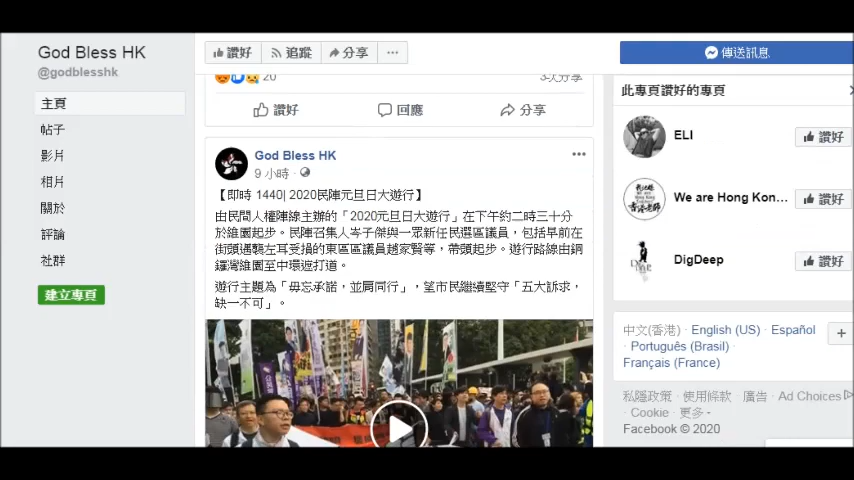 God Bless HK
@godblesshk
主頁
帖子
影片
相片
關於
評論
社群
建立專頁
讚好
追蹤
分享
...
傳送訊息
20
3次分享
讚好
回應
分享
God Bless HK
9 小時 ·
【即時 1440| 2020民陣元旦日大遊行】
由民間人權陣線主辦的「2020元旦日大遊行」在下午約二時三十分
於維園起步。民陣召集人岑子傑與一眾新任民選區議員，包括早前在
街頭遇襲左耳受損的東區區議員趙家賢等，帶頭起步。遊行路線由銅
鑼灣維園至中環遮打道。
遊行主題為「毋忘承諾，並肩同行」，望市民繼續堅守「五大訴求，
缺一不可」。
此專頁讚好的專頁
ELI
讚好
We are Hong Kon...
讚好
DigDeep
讚好
中文(香港) · English (US) · Español
· Português (Brasil) ·
Français (France)
+
私隱政策 · 使用條款 · 廣告 · Ad Choices
· Cookie · 更多
Facebook © 2020